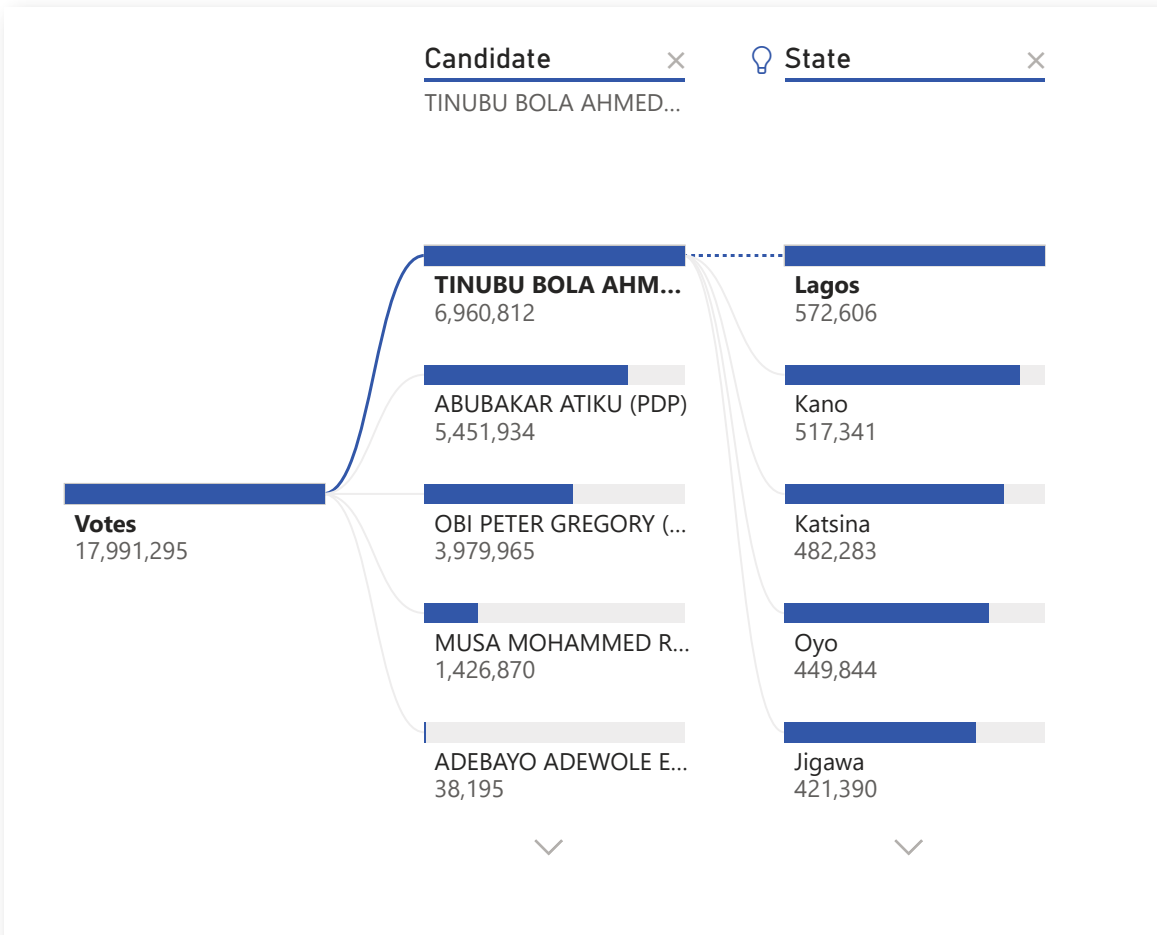 Candidate
State
TINUBU BOLA AHMED...
TINUBU BOLA AHM...
6,960,812
Lagos
572,606
ABUBAKAR ATIKU (PDP)
5,451,934
Kano
517,341
Votes
17,991,295
OBI PETER GREGORY (...
3,979,965
Katsina
482,283
MUSA MOHAMMED R...
1,426,870
Oyo
449,844
ADEBAYO ADEWOLE E...
38,195
Jigawa
421,390